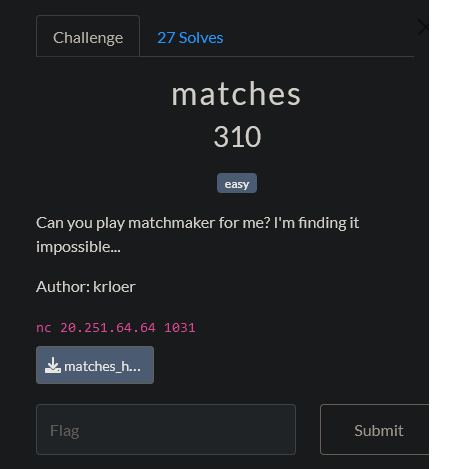 Challenge
27 Solves
matches
310
easy
Can you play matchmaker for me? I'm finding it
impossible...
Author: krloer
nc 20.251.64.64 1031
matches_h...
Flag
Submit